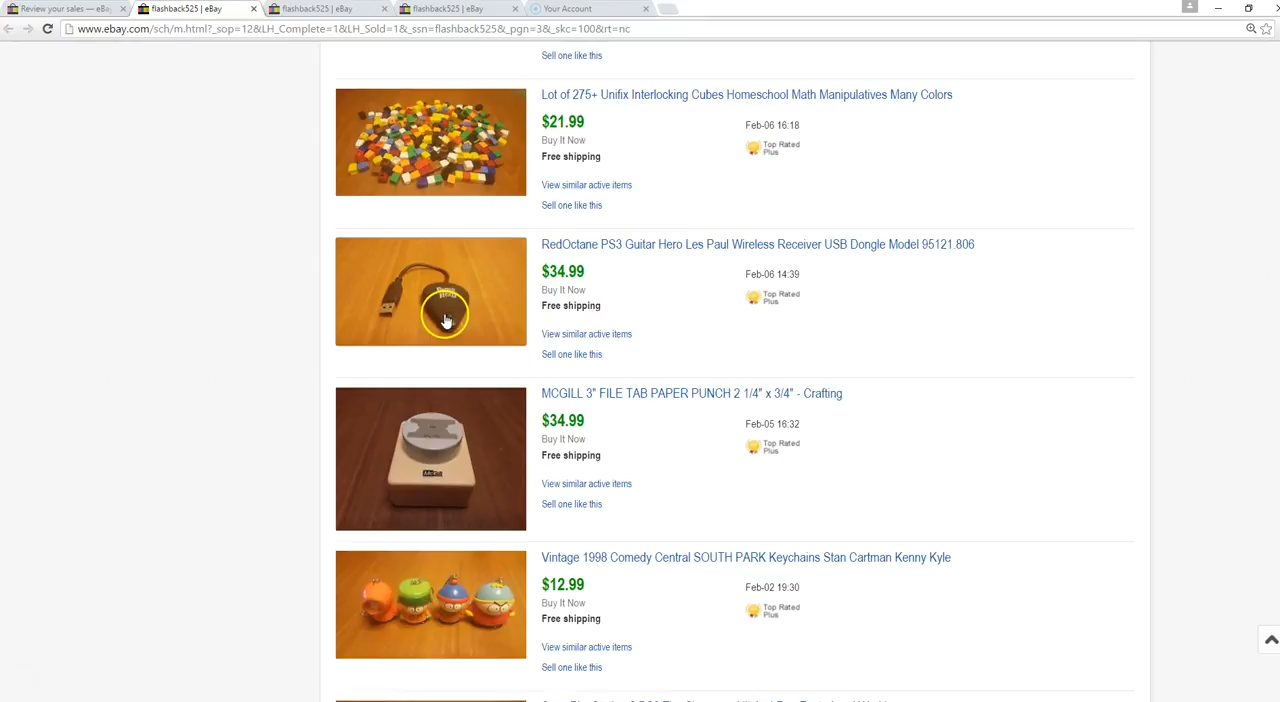 Review your sales — eBa
flashback525 | eBay
flashback525 | eBay
flashback525 | eBay
Your Account
www.ebay.com/sch/m.html?_sop=12&LH_Complete=1&LH_Sold=1&_ssn=flashback525&_pgn=3&_skc=100&rt=nc
Sell one like this
Lot of 275+ Unifix Interlocking Cubes Homeschool Math Manipulatives Many Colors
$21.99
Feb-06 16:18
Buy It Now
Top Rated
Plus
Free shipping
View similar active items
Sell one like this
RedOctane PS3 Guitar Hero Les Paul Wireless Receiver USB Dongle Model 95121.806
$34.99
Feb-06 14:39
Buy It Now
Top Rated
Plus
Free shipping
View similar active items
Sell one like this
MCGILL 3" FILE TAB PAPER PUNCH 2 1/4" x 3/4" - Crafting
$34.99
Feb-05 16:32
Buy It Now
Top Rated
Plus
Free shipping
View similar active items
Sell one like this
Vintage 1998 Comedy Central SOUTH PARK Keychains Stan Cartman Kenny Kyle
$12.99
Feb-02 19:30
Buy It Now
Top Rated
Plus
Free shipping
View similar active items
Sell one like this